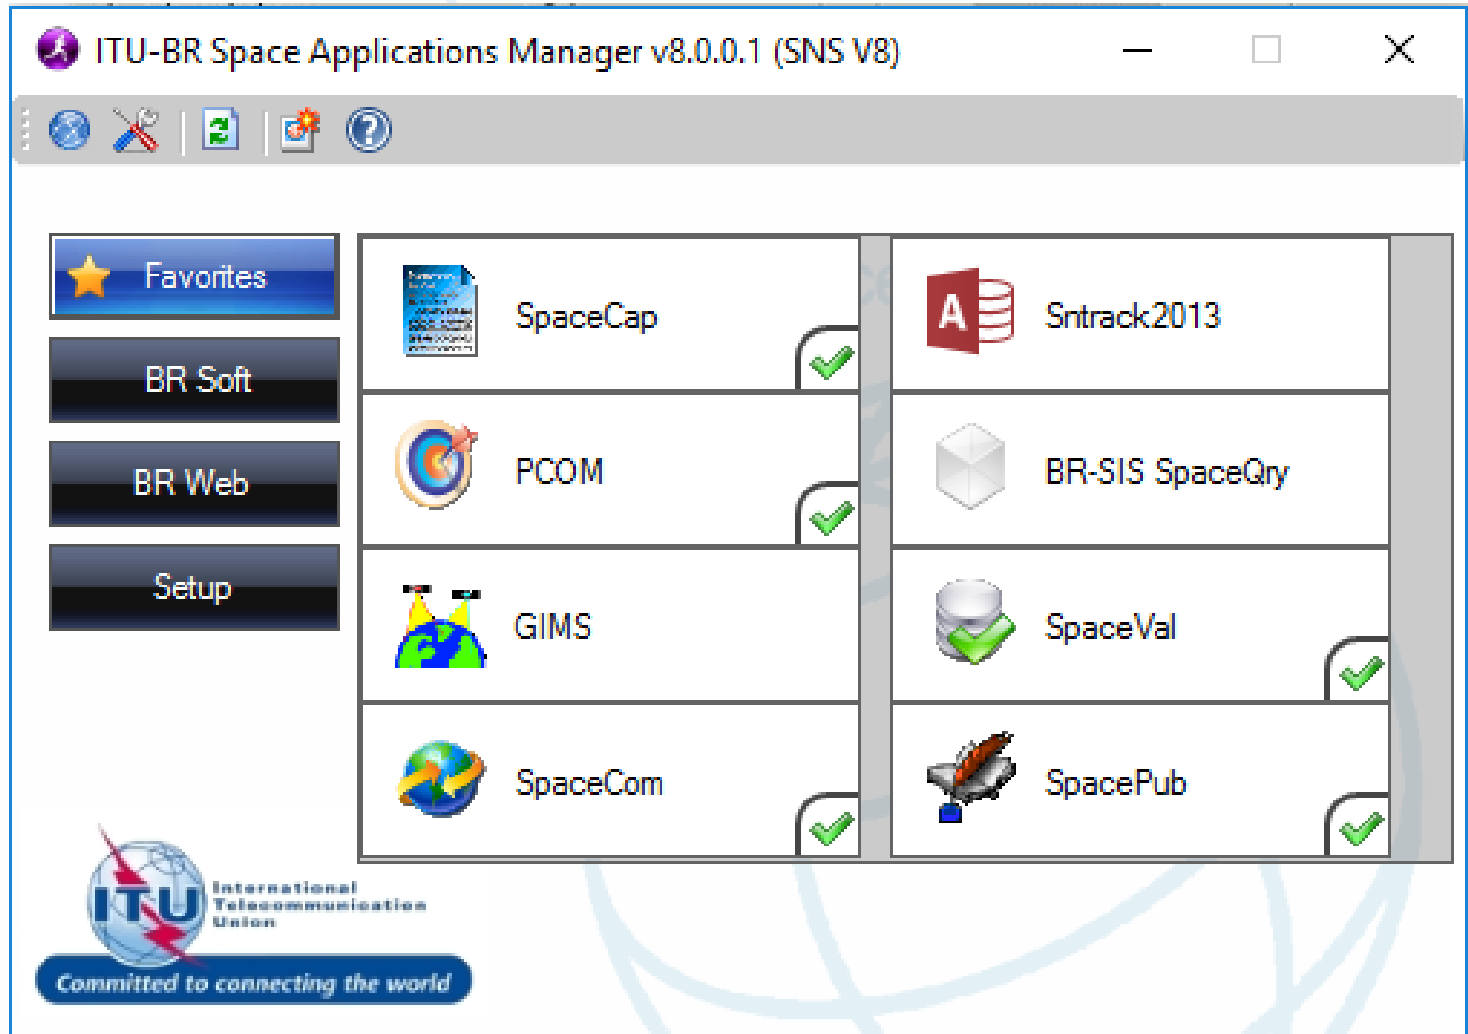 ITU-BR Space Applications Manager v8.0.0.1 (SNS V8)
Favorites
BR Soft
BR Web
Setup
SpaceCap
Sntrack2013
PCOM
BR-SIS SpaceQry
GIMS
SpaceVal
SpaceCom
SpacePub
ITU
International
Telecommunication
Union
Committed to connecting the world